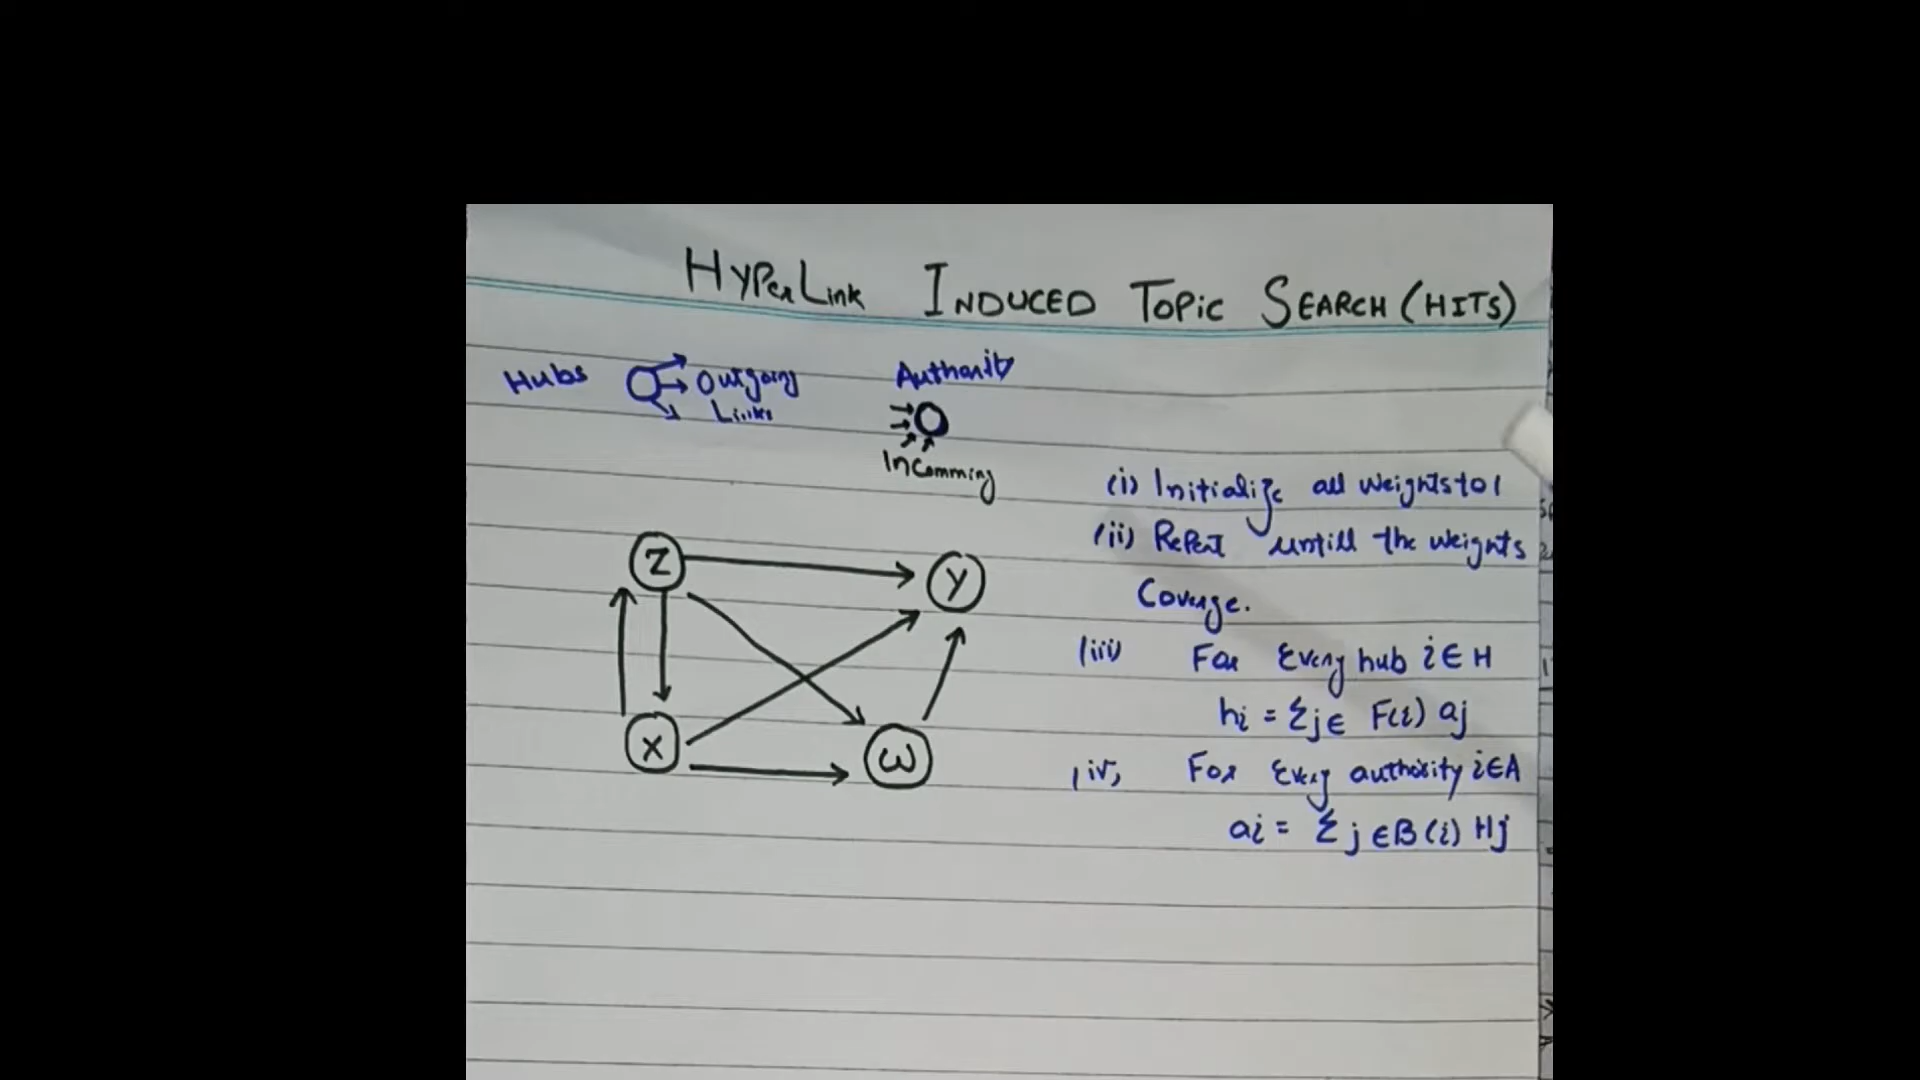 HyperLink INDUCED TOPIC SEARCH (HITS)
Hubs Outgoing
Links
Authority
Incomming
(i) Initialize all weights to 1
(ii) Repeat untill the weights
Coverge.
(iii) For Every hub i ∈ H
hi = Σj∈ F(i) aj
(iv) For Every authority i∈A
ai = Σ j ∈B(i) Hj
Z
Y
X
W